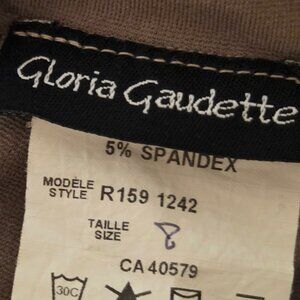 Gloria Gaudette
5% SPANDEX
MODÈLE
STYLE R159 1242
TAILLE
SIZE 8
CA 40579
30C